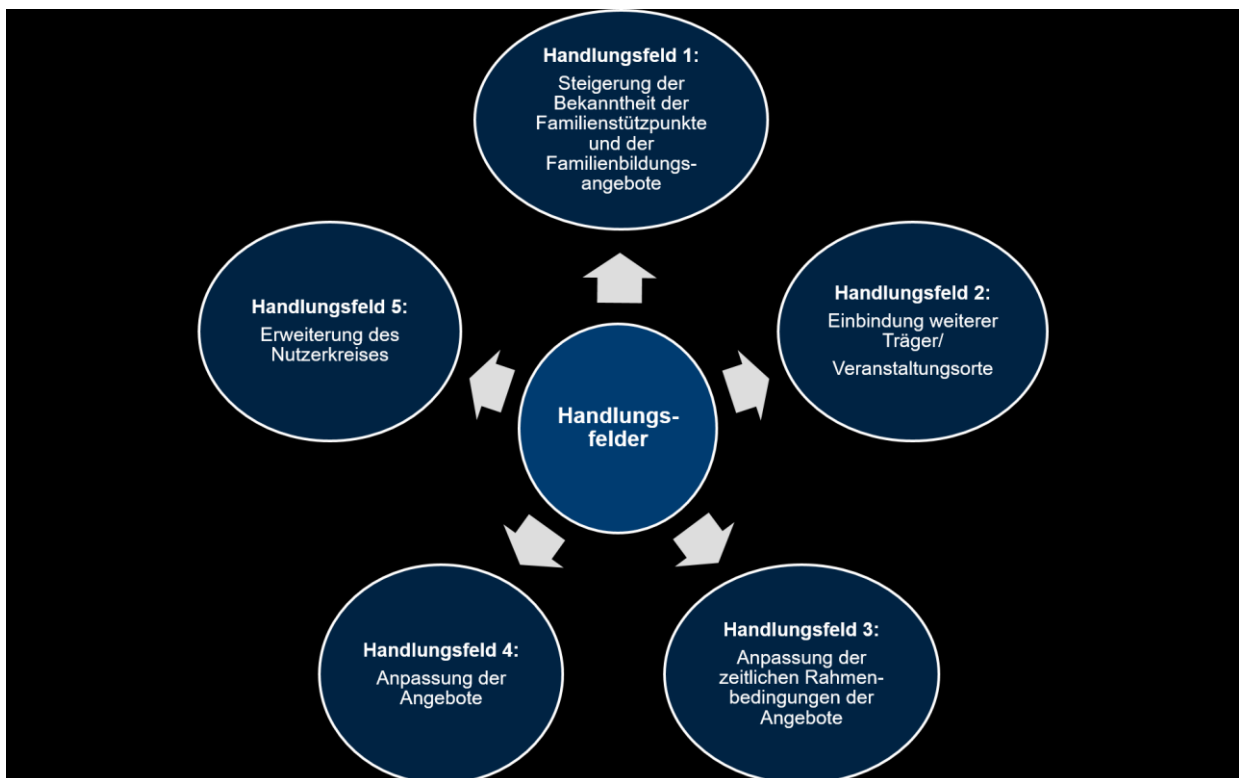 Handlungsfeld 1:
Steigerung der
Bekanntheit der
Familienstützpunkte
und der
Familienbildungs-
angebote
Handlungsfeld 5:
Erweiterung des
Nutzerkreises
Handlungsfeld 2:
Einbindung weiterer
Träger/
Veranstaltungsorte
Handlungs-
felder
Handlungsfeld 4:
Anpassung der
Angebote
Handlungsfeld 3:
Anpassung der
zeitlichen Rahmen-
bedingungen der
Angebote